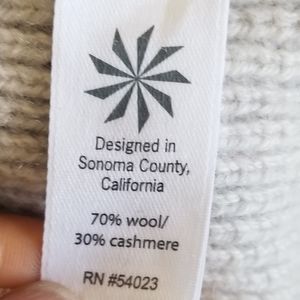 Designed in
Sonoma County,
California
70% wool/
30% cashmere
RN #54023